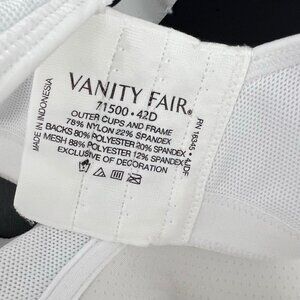 VANITY FAIR®
71500 • 42D
OUTER CUPS AND FRAME
78% NYLON 22% SPANDEX
BACKS 80% POLYESTER 20% SPANDEX
MESH 88% POLYESTER 12% SPANDEX
EXCLUSIVE OF DECORATION
MADE IN INDONESIA